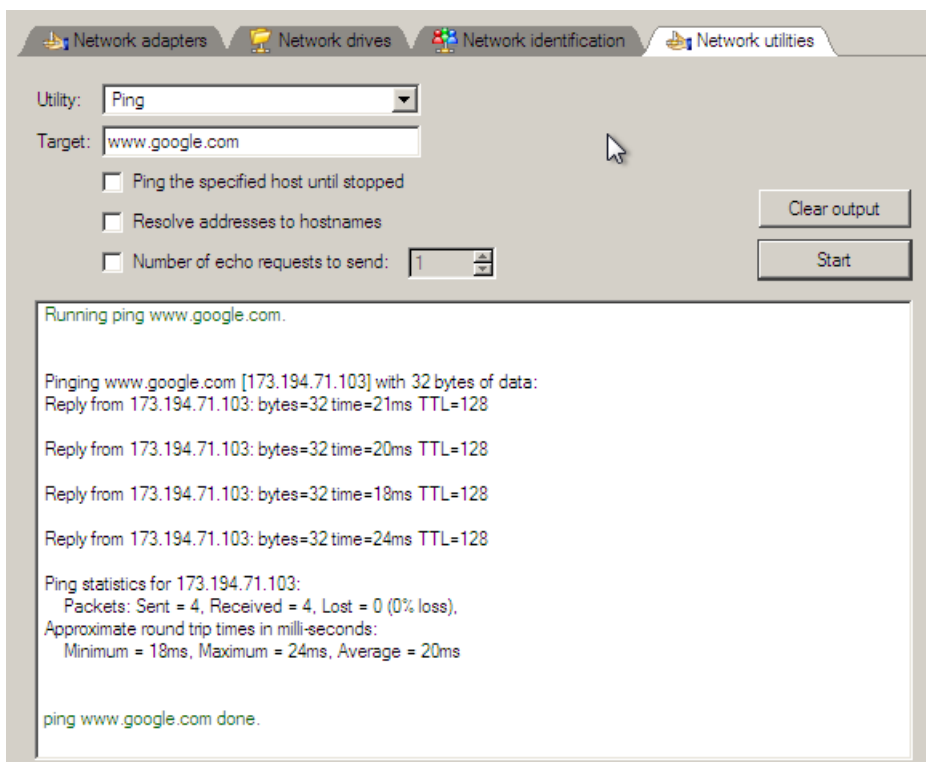 Network adapters Network drives Network identification Network utilities
Utility: Ping
Target: www.google.com
Ping the specified host until stopped
Resolve addresses to hostnames
Clear output
Number of echo requests to send: 1
Start
Running ping www.google.com.
Pinging www.google.com [173.194.71.103] with 32 bytes of data:
Reply from 173.194.71.103: bytes=32 time=21ms TTL=128
Reply from 173.194.71.103: bytes=32 time=20ms TTL=128
Reply from 173.194.71.103: bytes=32 time=18ms TTL=128
Reply from 173.194.71.103: bytes=32 time=24ms TTL=128
Ping statistics for 173.194.71.103:
Packets: Sent = 4, Received = 4, Lost = 0 (0% loss),
Approximate round trip times in milli-seconds:
Minimum = 18ms, Maximum = 24ms, Average = 20ms
ping www.google.com done.